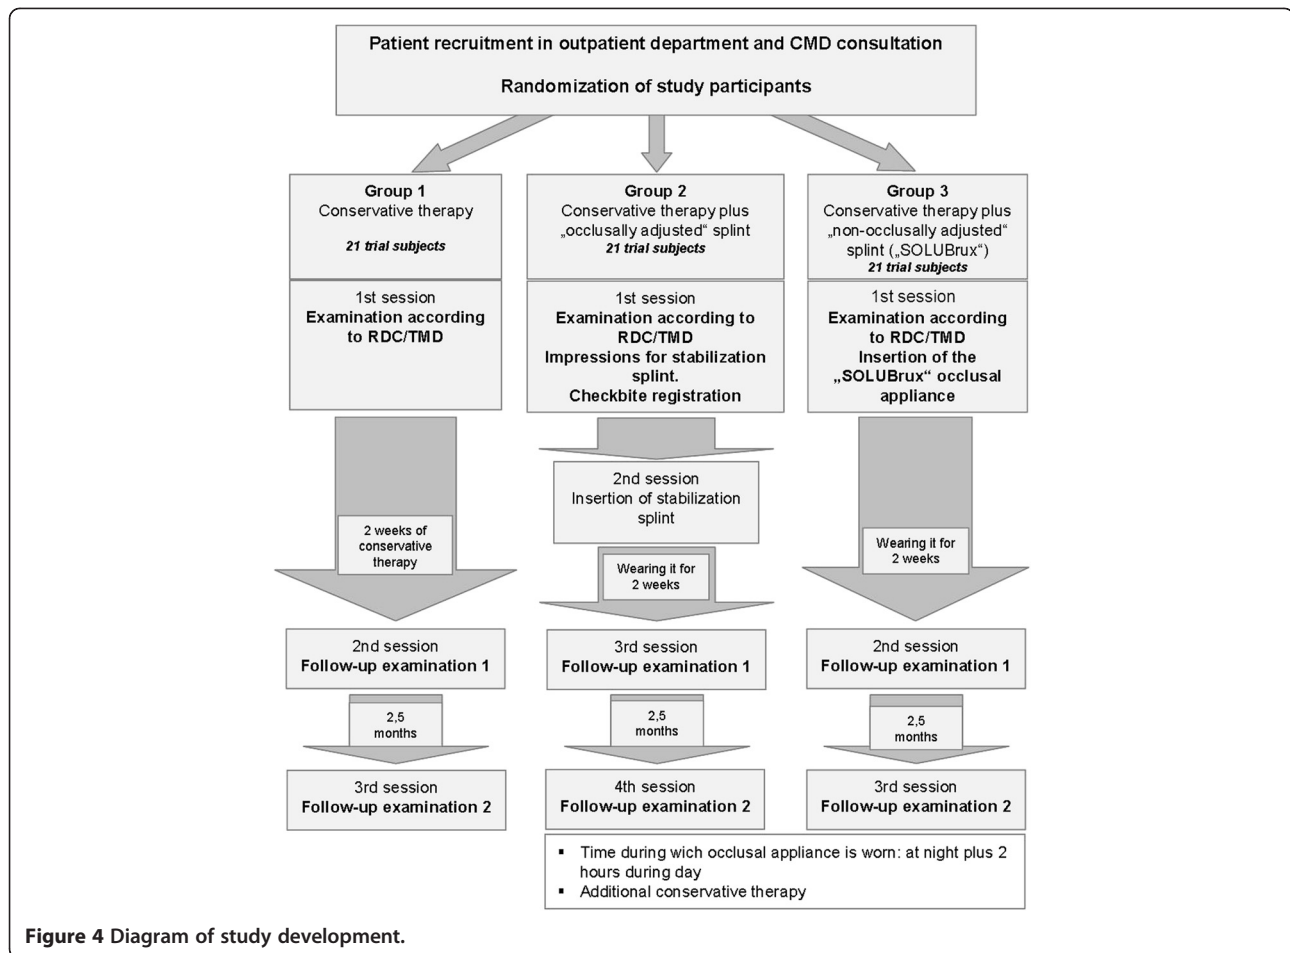 Patient recruitment in outpatient department and CMD consultation
Randomization of study participants
Group 1
Conservative therapy
21 trial subjects
1st session
Examination according
to RDC/TMD
2 weeks of
conservative
therapy
2nd session
Follow-up examination 1
2,5
months
3rd session
Follow-up examination 2
Group 2
Conservative therapy plus
„occlusally adjusted“ splint
21 trial subjects
1st session
Examination according to
RDC/TMD
Impressions for stabilization
splint.
Checkbite registration
2nd session
Insertion of stabilization
splint
Wearing it for
2 weeks
3rd session
Follow-up examination 1
2,5
months
4th session
Follow-up examination 2
Group 3
Conservative therapy plus
„non-occlusally adjusted“
splint („SOLUBrux“)
21 trial subjects
1st session
Examination according
to RDC/TMD
Insertion of the
„SOLUBrux“ occlusal
appliance
Wearing it for
2 weeks
2nd session
Follow-up examination 1
2,5
months
3rd session
Follow-up examination 2
▪ Time during wich occlusal appliance is worn: at night plus 2
hours during day
▪ Additional conservative therapy
Figure 4 Diagram of study development.